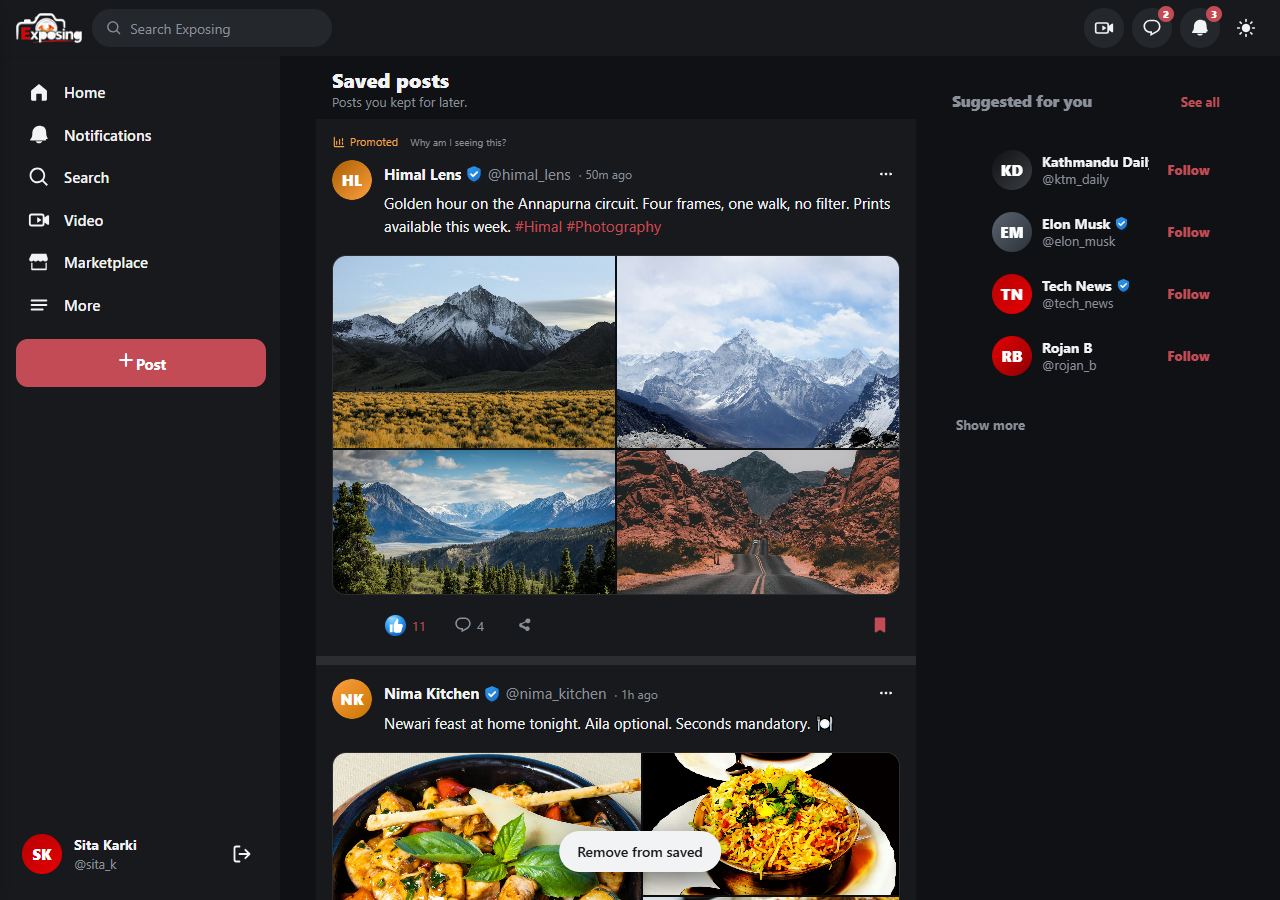 Exposing
Search Exposing
2
3
Home
Notifications
Search
Video
Marketplace
More
Post
Sita Karki
SK
@sita_k
Saved posts
Posts you kept for later.
Promoted Why am I seeing this?
HL
Himal Lens @himal_lens · 50m ago
Golden hour on the Annapurna circuit. Four frames, one walk, no filter. Prints
available this week. #Himal #Photography
11
4
NK
Nima Kitchen @nima_kitchen · 1h ago
Newari feast at home tonight. Aila optional. Seconds mandatory. 🍽
Remove from saved
Suggested for you
See all
KD
Kathmandu Dail
@ktm_daily
Follow
EM
Elon Musk
@elon_musk
Follow
TN
Tech News
@tech_news
Follow
RB
Rojan B
@rojan_b
Follow
Show more